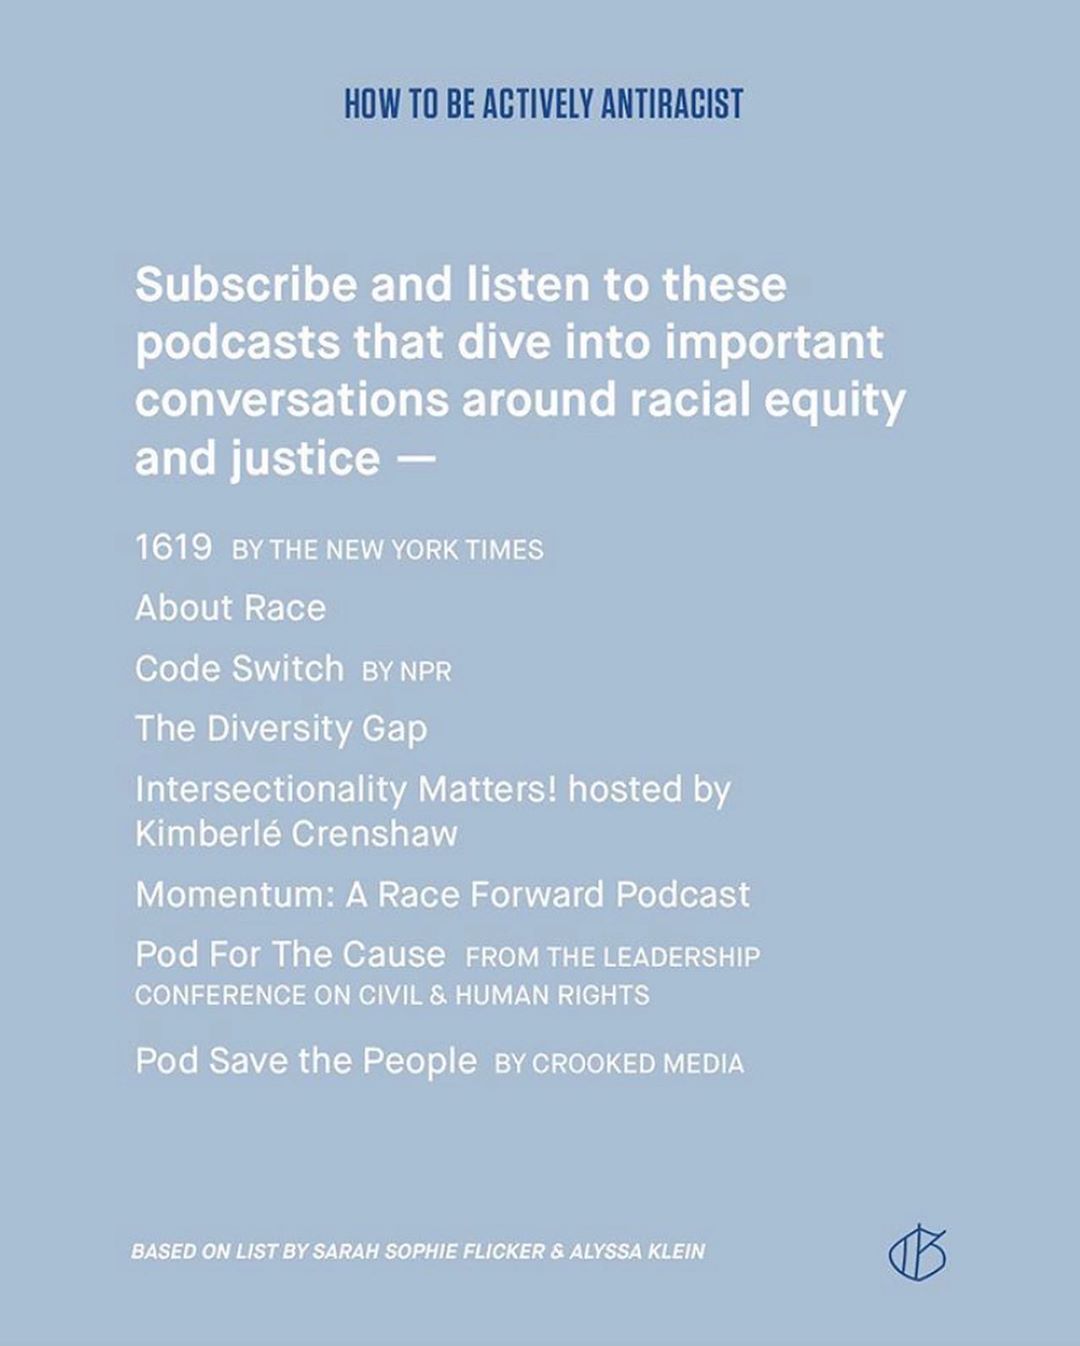 HOW TO BE ACTIVELY ANTIRACIST
Subscribe and listen to these
podcasts that dive into important
conversations around racial equity
and justice —
1619 BY THE NEW YORK TIMES
About Race
Code Switch BY NPR
The Diversity Gap
Intersectionality Matters! hosted by
Kimberlé Crenshaw
Momentum: A Race Forward Podcast
Pod For The Cause FROM THE LEADERSHIP
CONFERENCE ON CIVIL & HUMAN RIGHTS
Pod Save the People BY CROOKED MEDIA
BASED ON LIST BY SARAH SOPHIE FLICKER & ALYSSA KLEIN